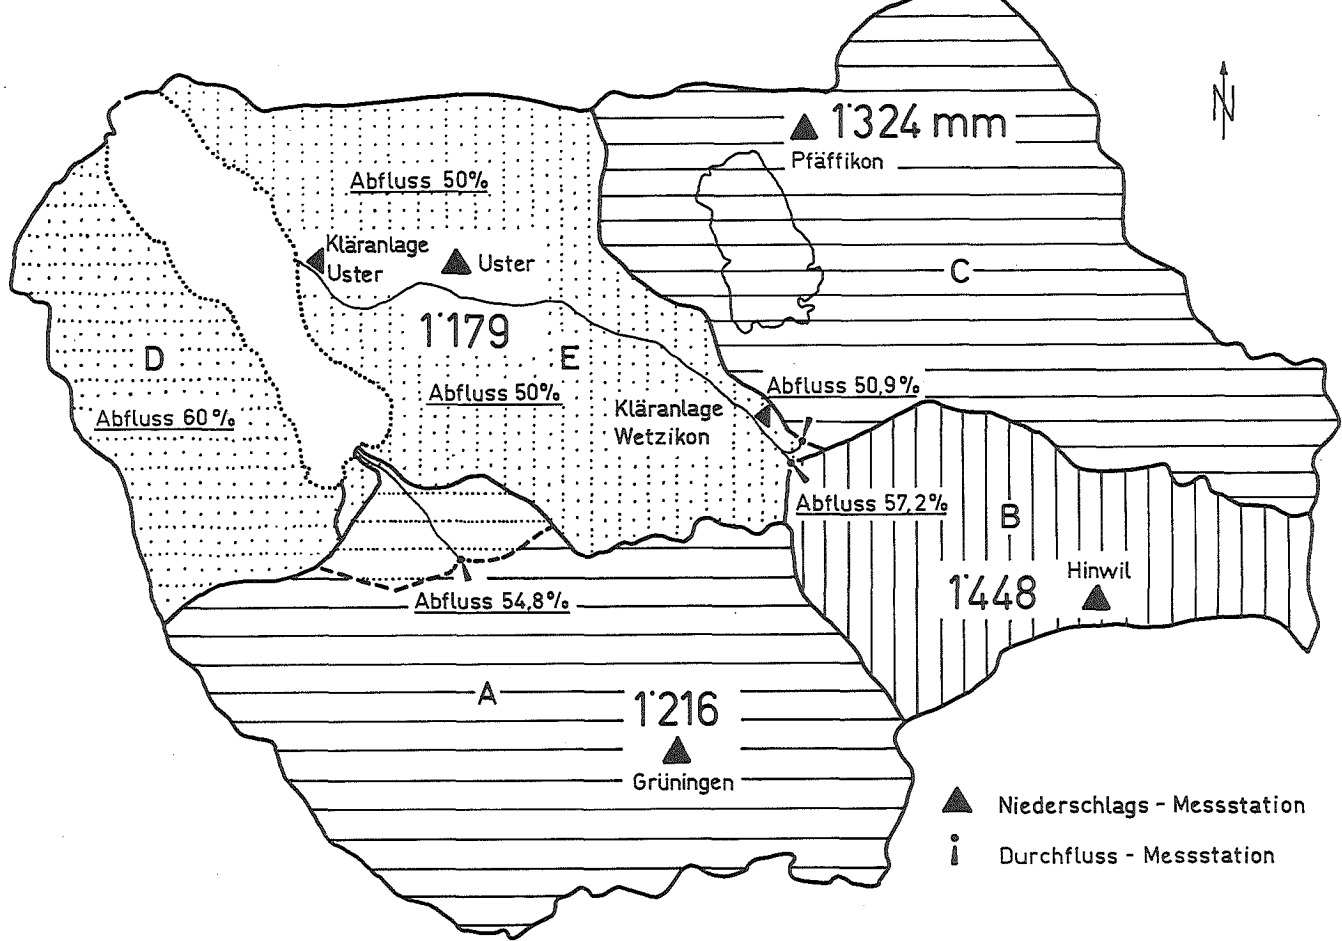 N
1'324 mm
Pfäffikon
Abfluss 50%
Kläranlage
Uster
Uster
C
1'179
D
E
Abfluss 50%
Abfluss 50,9%
Abfluss 60%
Kläranlage
Wetzikon
Abfluss 57,2%
B
Hinwil
1'448
Abfluss 54,8%
A
1'216
Grüningen
Niederschlags - Messstation
Durchfluss - Messstation